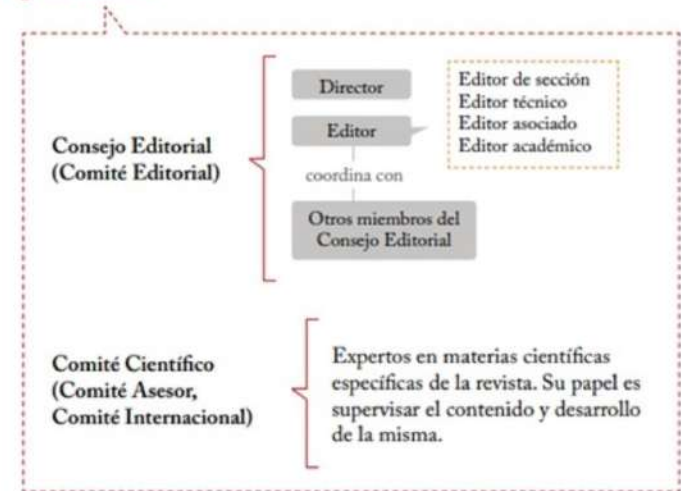 Consejo Editorial
(Comité Editorial)
Director
Editor
coordina con
Otros miembros del
Consejo Editorial
Editor de sección
Editor técnico
Editor asociado
Editor académico
Comité Científico
(Comité Asesor,
Comité Internacional)
Expertos en materias científicas
específicas de la revista. Su papel es
supervisar el contenido y desarrollo
de la misma.